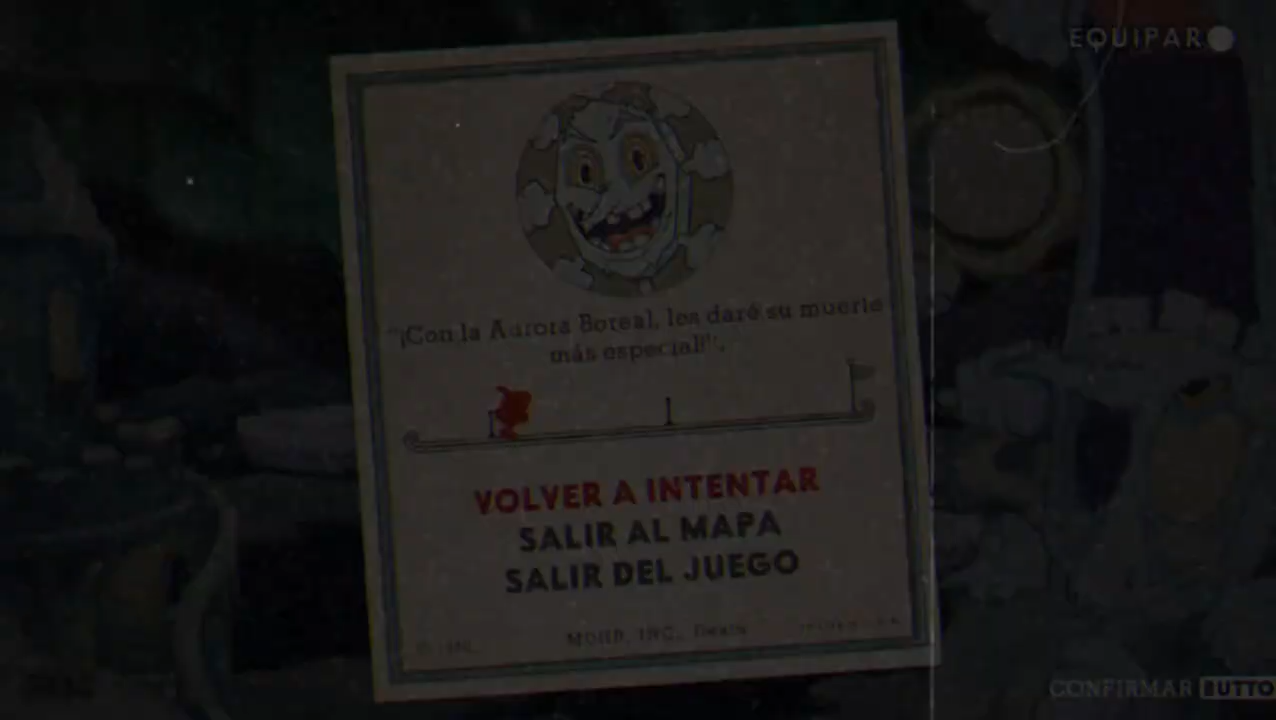 EQUIPAR
"¡Con la Aurora Boreal, les daré su muerte
más especial!".
VOLVER A INTENTAR
SALIR AL MAPA
SALIR DEL JUEGO
MDHR, INC.,
CONFIRMAR BUTTO